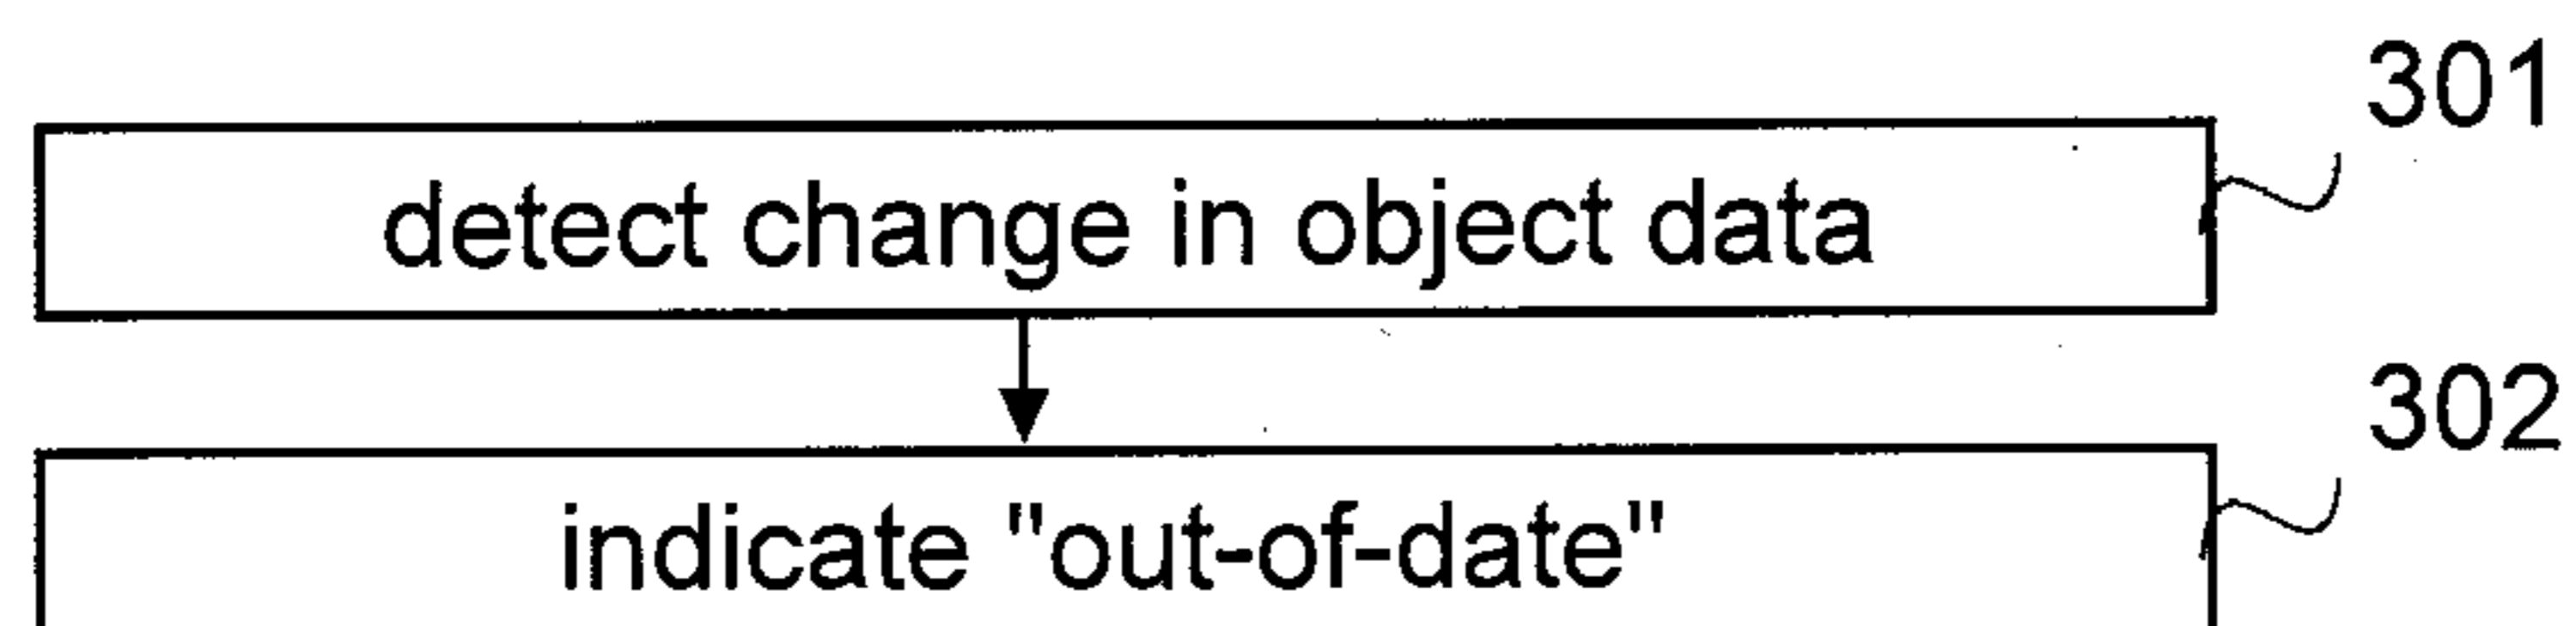 301
detect change in object data
302
indicate "out-of-date"